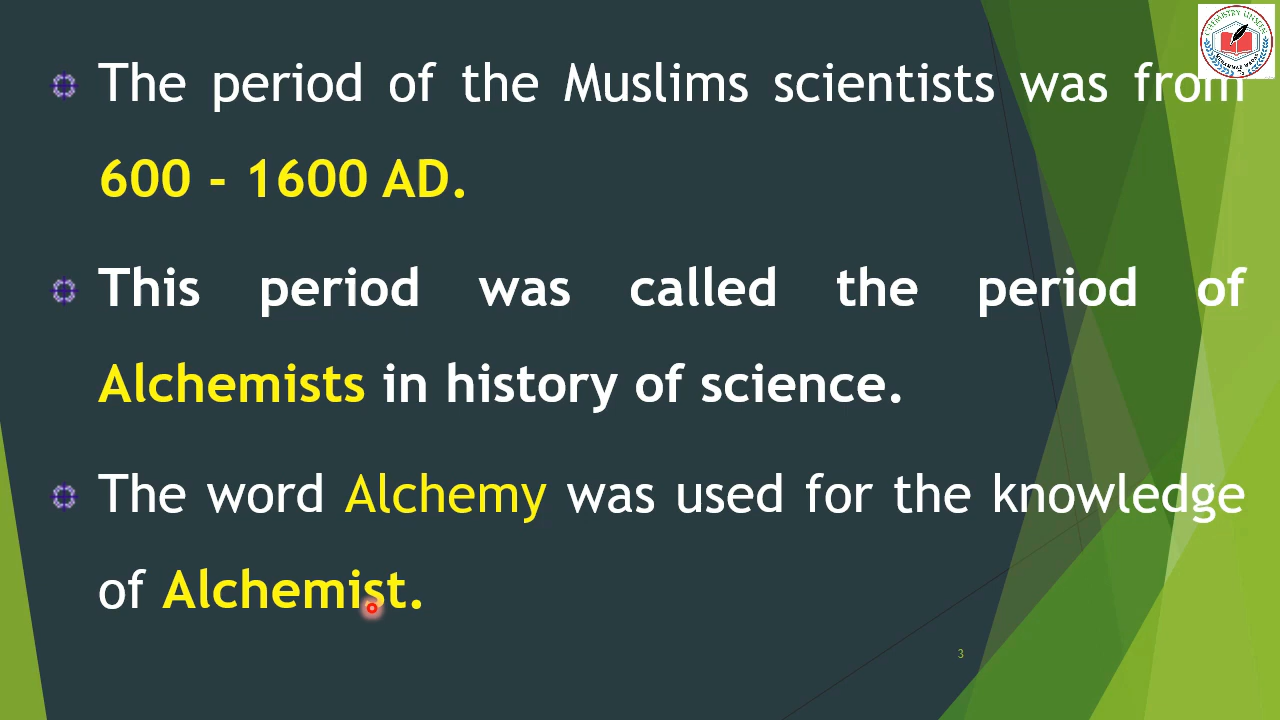 The period of the Muslims scientists was from
600 - 1600 AD.
This period was called the period of
Alchemists in history of science.
The word Alchemy was used for the knowledge
of Alchemist.
3